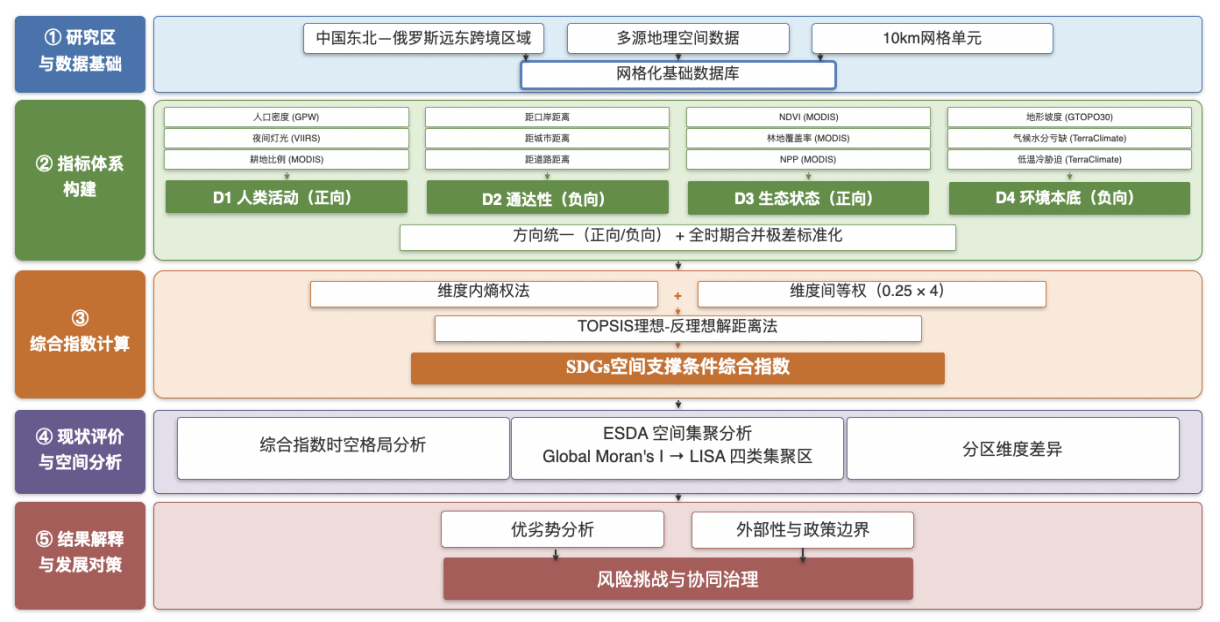 ① 研究区
与数据基础
中国东北—俄罗斯远东跨境区域
多源地理空间数据
10km网格单元
网格化基础数据库
② 指标体系
构建
人口密度 (GPW)
夜间灯光 (VIIRS)
耕地比例 (MODIS)
D1 人类活动（正向）
距口岸距离
距城市距离
距道路距离
D2 通达性（负向）
NDVI (MODIS)
林地覆盖率 (MODIS)
NPP (MODIS)
D3 生态状态（正向）
地形坡度 (GTOPO30)
气候水分亏缺 (TerraClimate)
低温冷胁迫 (TerraClimate)
D4 环境本底（负向）
方向统一（正向/负向） + 全时期合并极差标准化
③
综合指数计算
维度内熵权法
+
维度间等权（0.25 × 4）
TOPSIS理想-反理想解距离法
SDGs空间支撑条件综合指数
④ 现状评价
与空间分析
综合指数时空格局分析
ESDA 空间集聚分析
Global Moran's I → LISA 四类集聚区
分区维度差异
⑤ 结果解释
与发展对策
优劣势分析
外部性与政策边界
风险挑战与协同治理